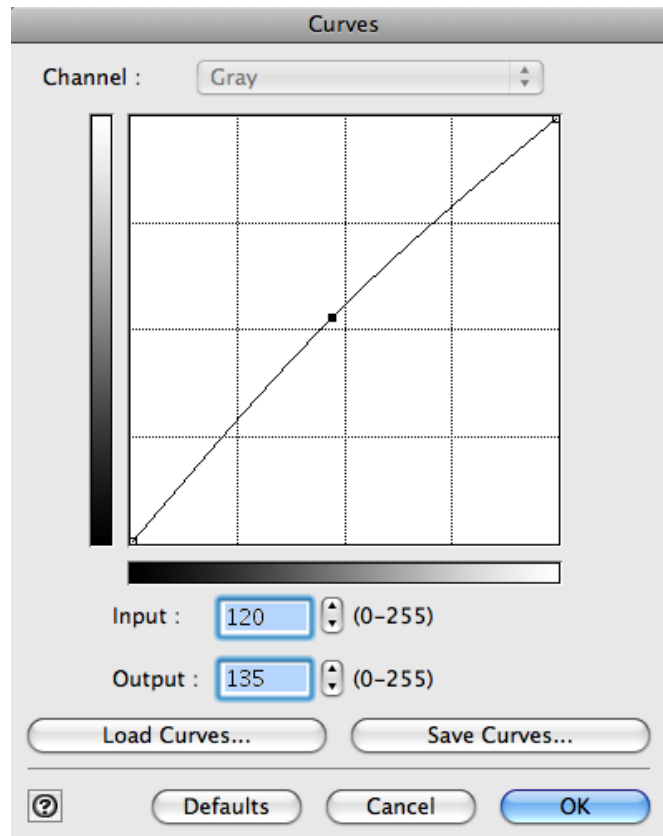 Curves
Channel : Gray
Input : 120 (0–255)
Output : 135 (0–255)
Load Curves... Save Curves...
? Defaults Cancel OK